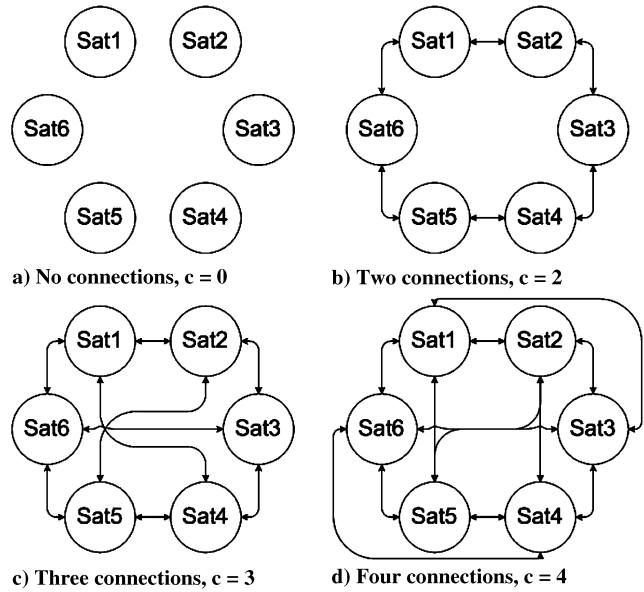 Sat1 Sat2
Sat6 Sat3
Sat5 Sat4
a) No connections, c = 0
Sat1 Sat2
Sat6 Sat3
Sat5 Sat4
b) Two connections, c = 2
Sat1 Sat2
Sat6 Sat3
Sat5 Sat4
c) Three connections, c = 3
Sat1 Sat2
Sat6 Sat3
Sat5 Sat4
d) Four connections, c = 4